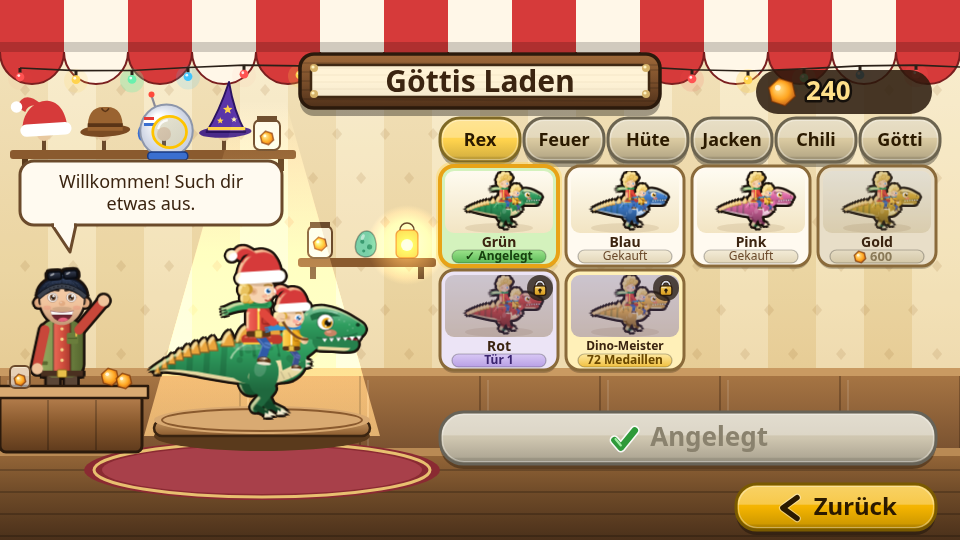 Göttis Laden
240
Rex
Feuer
Hüte
Jacken
Chili
Götti
Willkommen! Such dir
etwas aus.
Grün
✓ Angelegt
Blau
Gekauft
Pink
Gekauft
Gold
600
Rot
Tür 1
Dino-Meister
72 Medaillen
Angelegt
Zurück